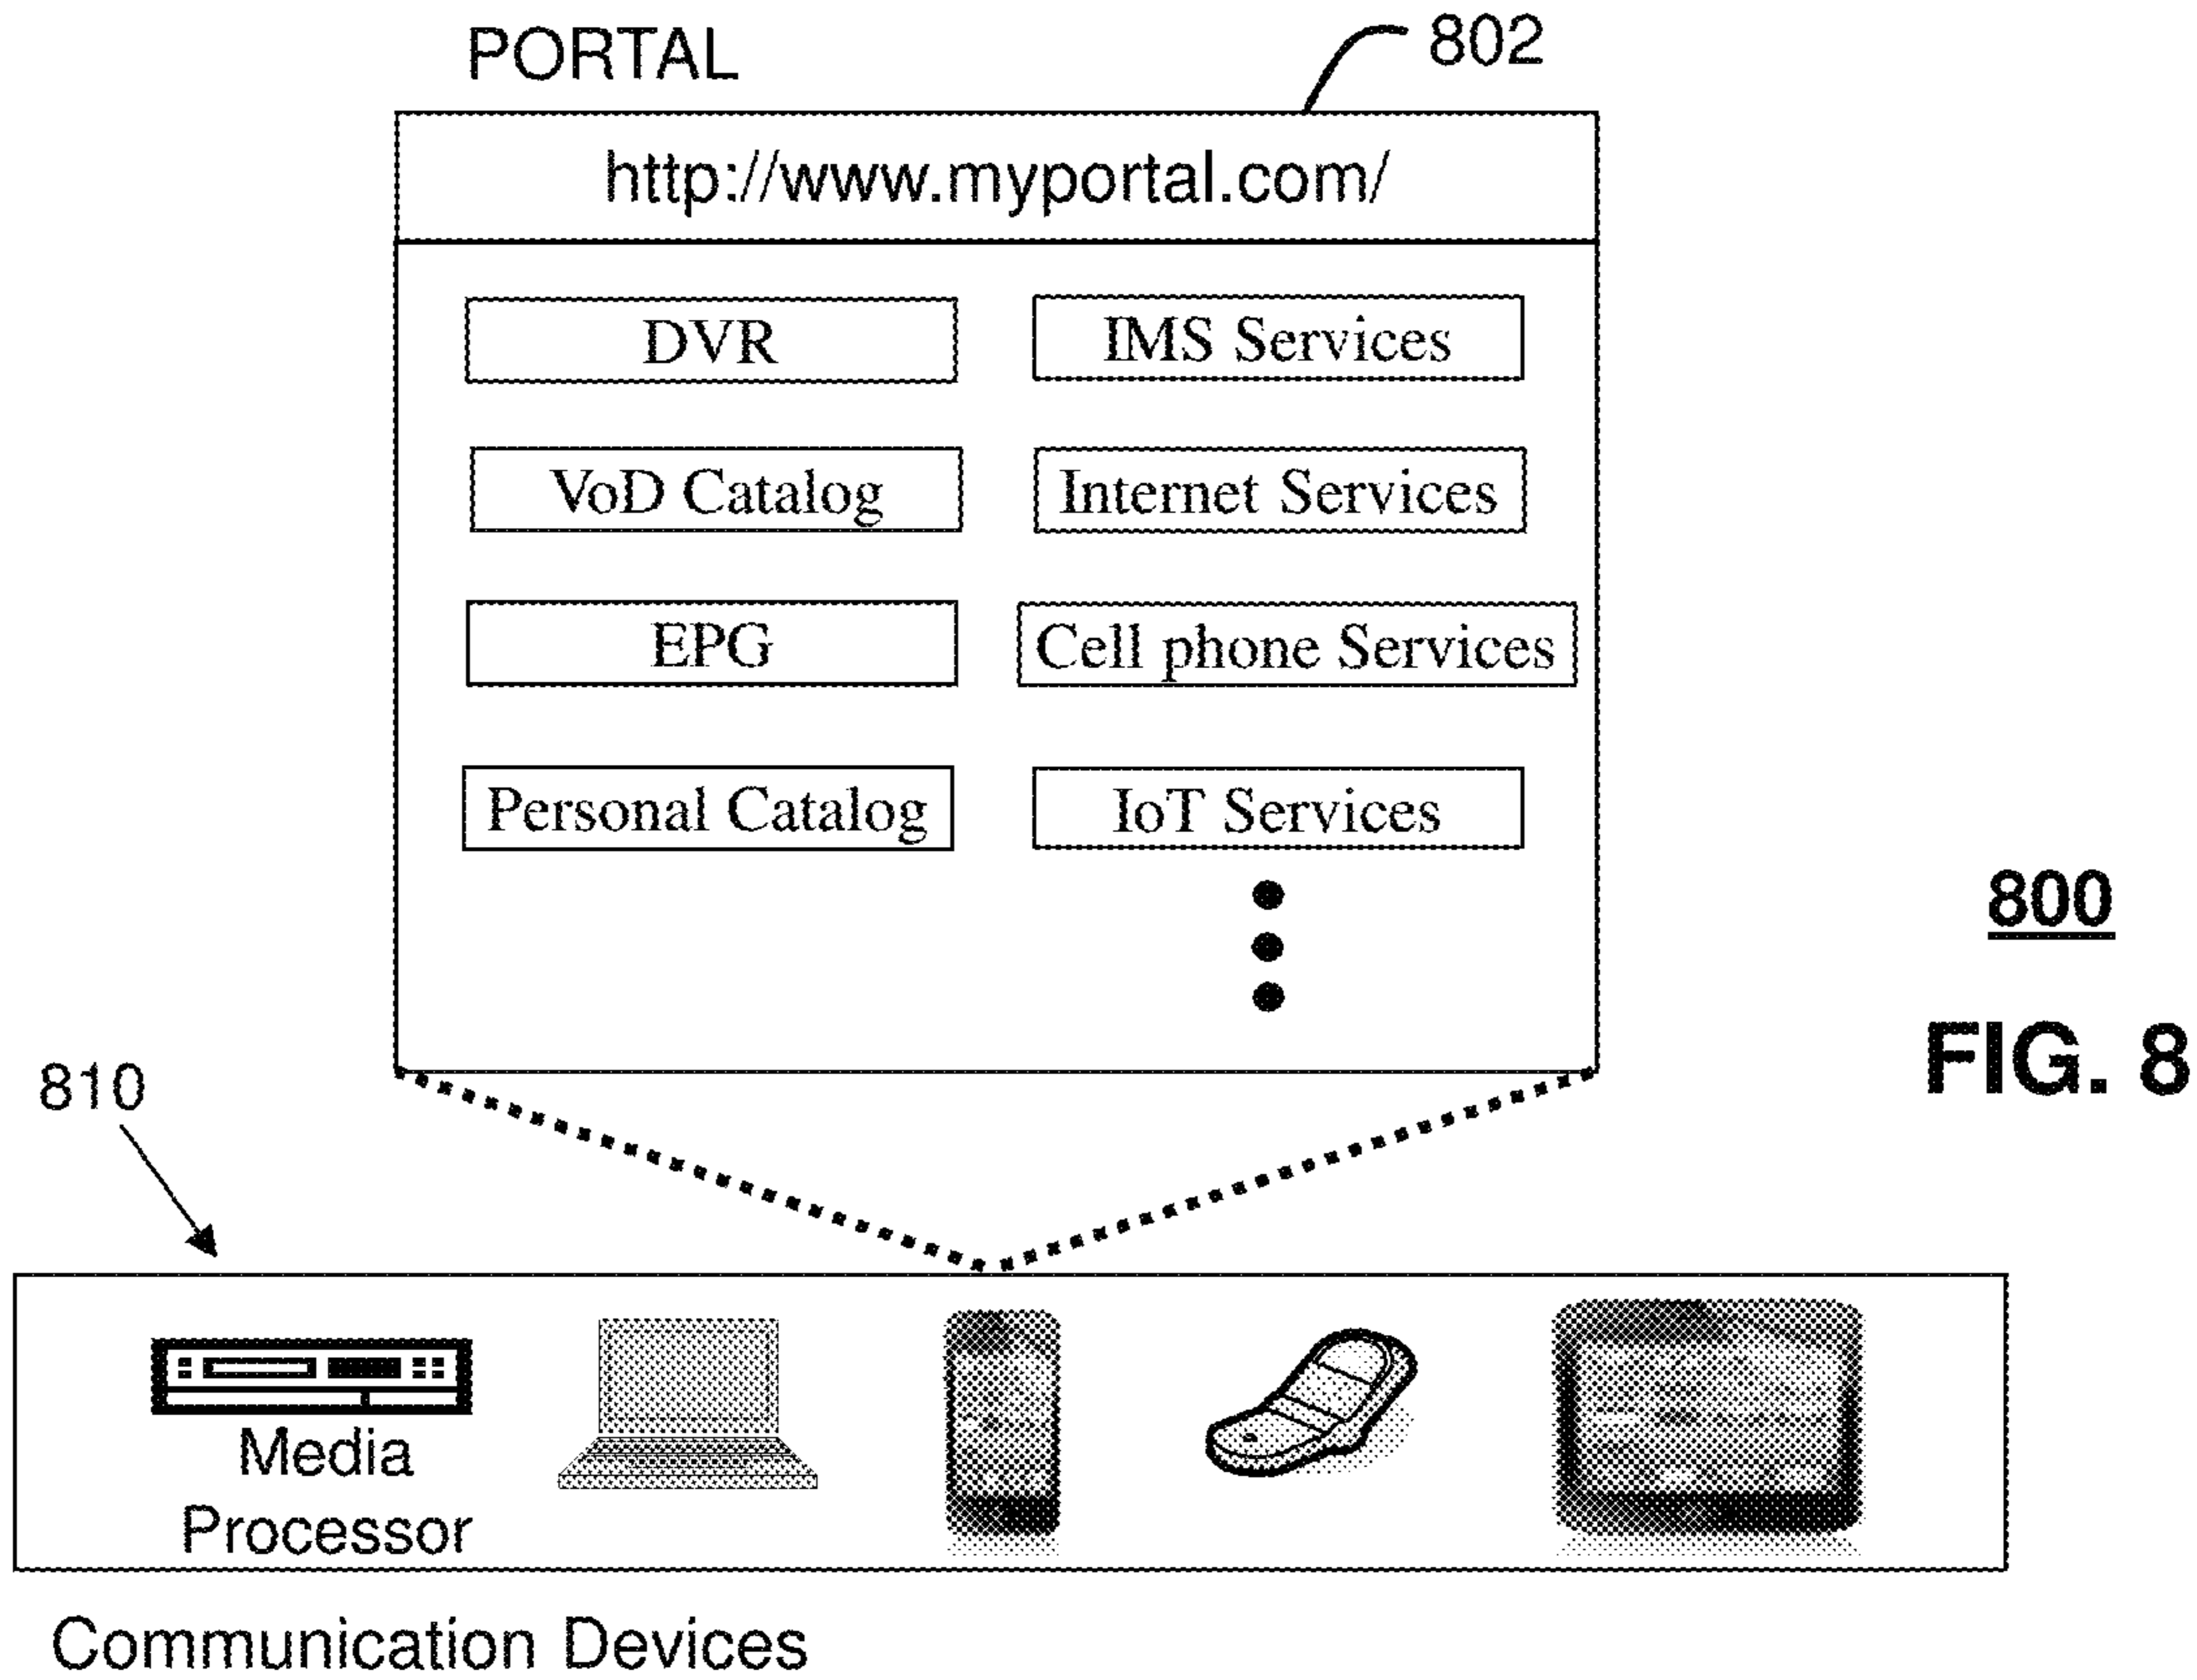 PORTAL
802
http://www.myportal.com/
DVR
IMS Services
VoD Catalog
Internet Services
EPG
Cell phone Services
Personal Catalog
IoT Services
800
FIG. 8
810
Media
Processor
Communication Devices